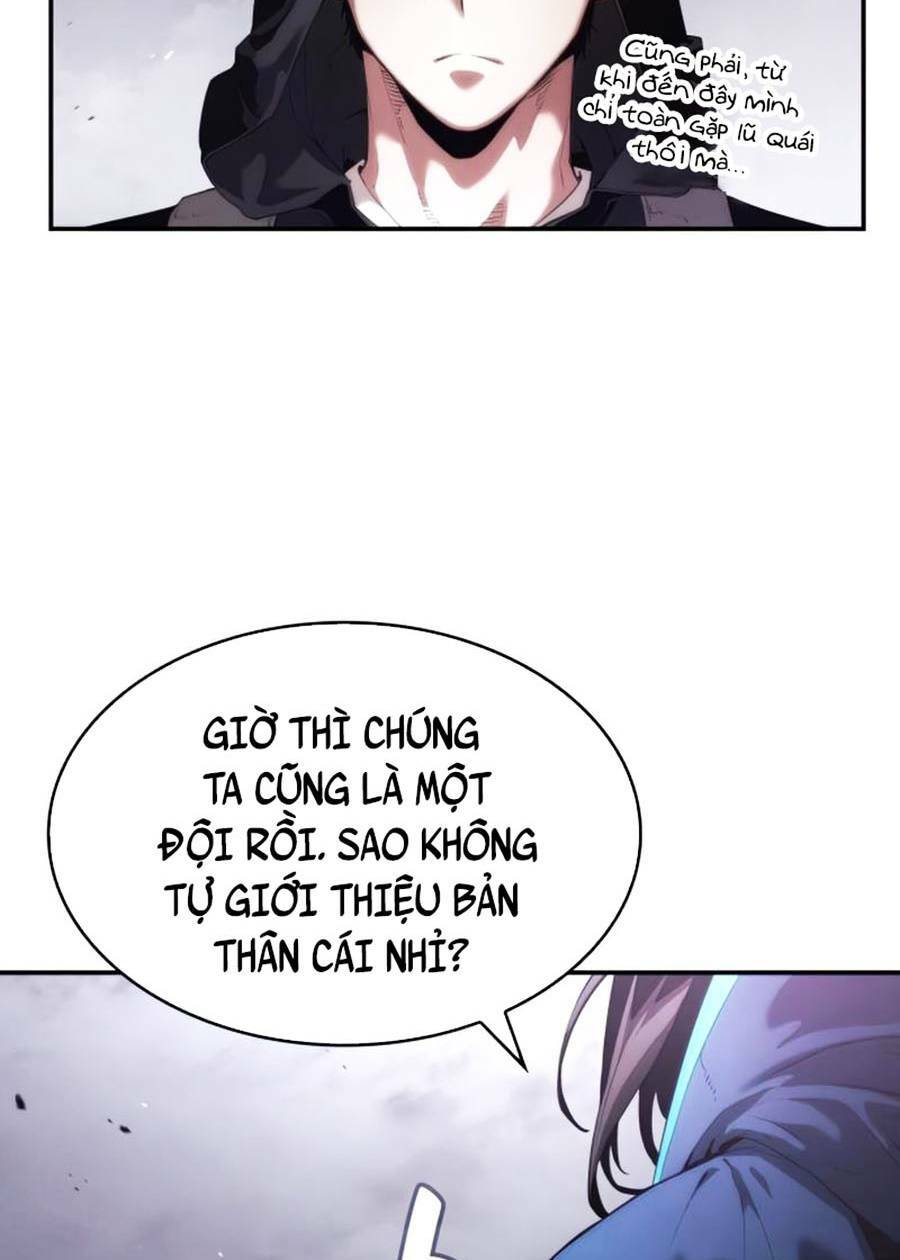 Cũng phải, từ
khi đến đây mình
chỉ toàn gặp lũ quái
thôi mà...
GIỜ THÌ CHÚNG
TA CŨNG LÀ MỘT
ĐỘI RỒI. SAO KHÔNG
TỰ GIỚI THIỆU BẢN
THÂN CÁI NHỈ?